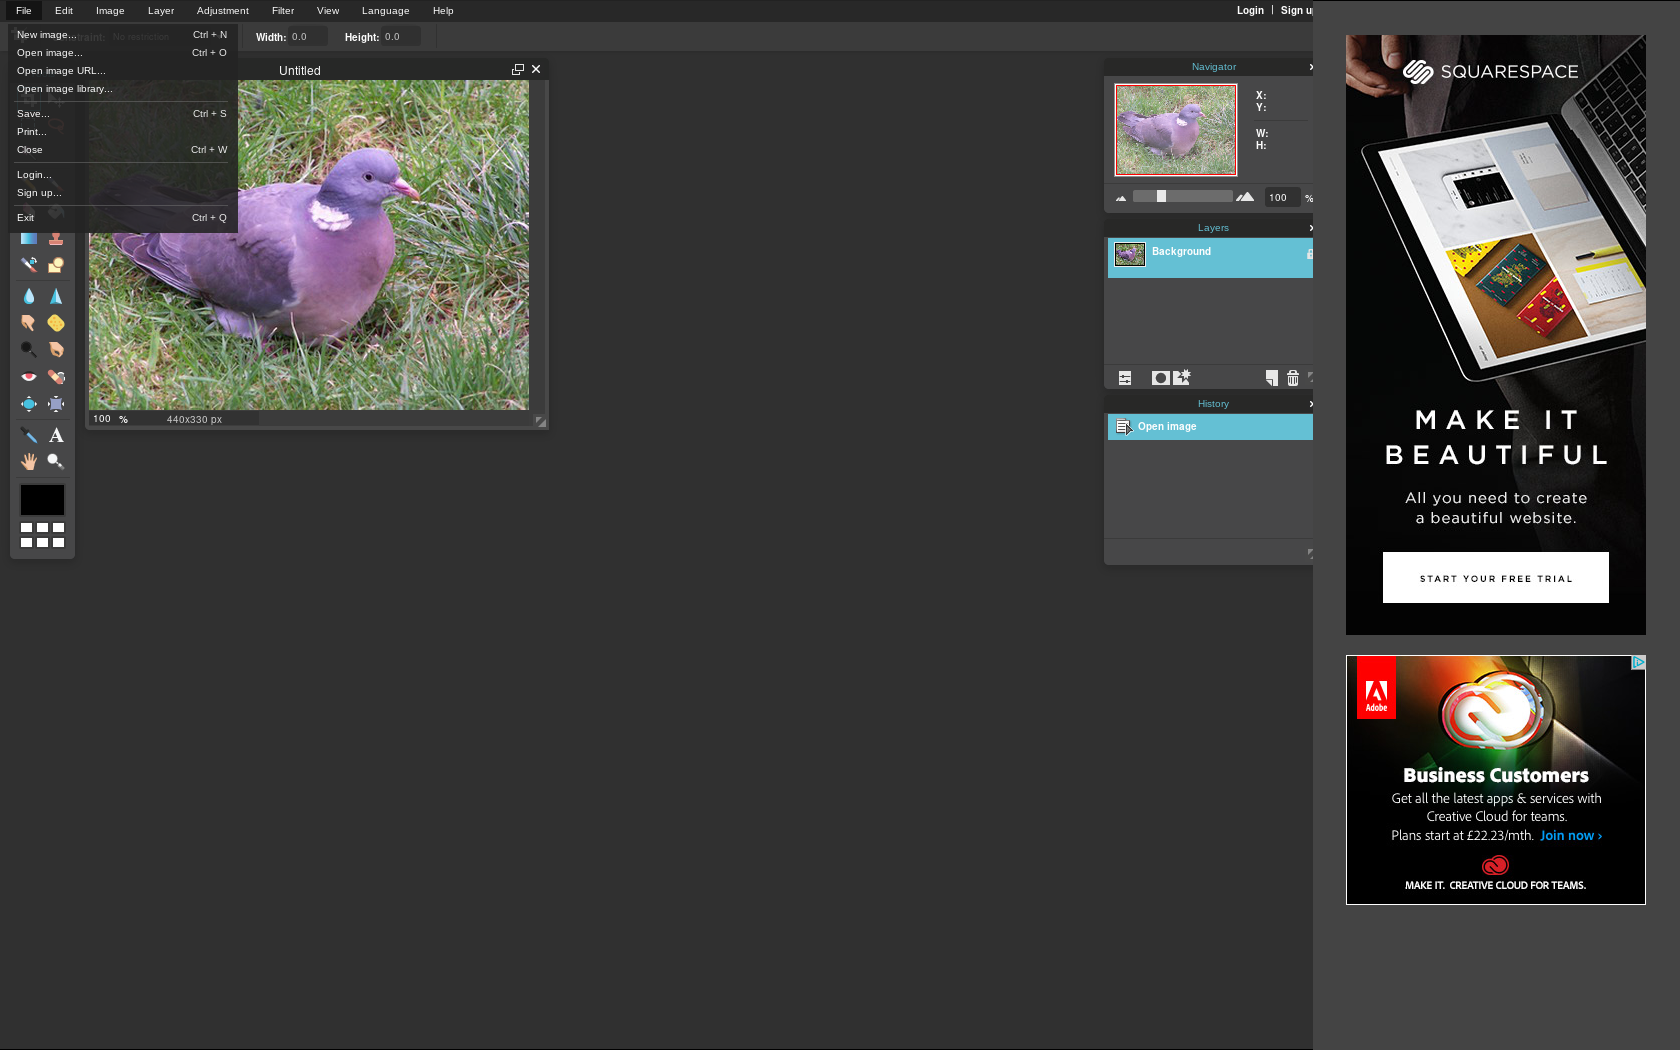 File Edit Image Layer Adjustment Filter View Language Help Login | Sign u
New image... Ctrl + N
No restriction Width: 0.0 Height: 0.0
Open image... Ctrl + O
Open image URL...
Open image library...
Save... Ctrl + S
Print...
Close Ctrl + W
Login...
Sign up...
Exit Ctrl + Q
Untitled
100 % 440x330 px
A
Navigator
X:
Y:
W:
H:
100 %
Layers
Background
History
Open image
SQUARESPACE
MAKE IT
BEAUTIFUL
All you need to create
a beautiful website.
START YOUR FREE TRIAL
Adobe
Business Customers
Get all the latest apps & services with
Creative Cloud for teams.
Plans start at £22.23/mth. Join now ›
MAKE IT. CREATIVE CLOUD FOR TEAMS.